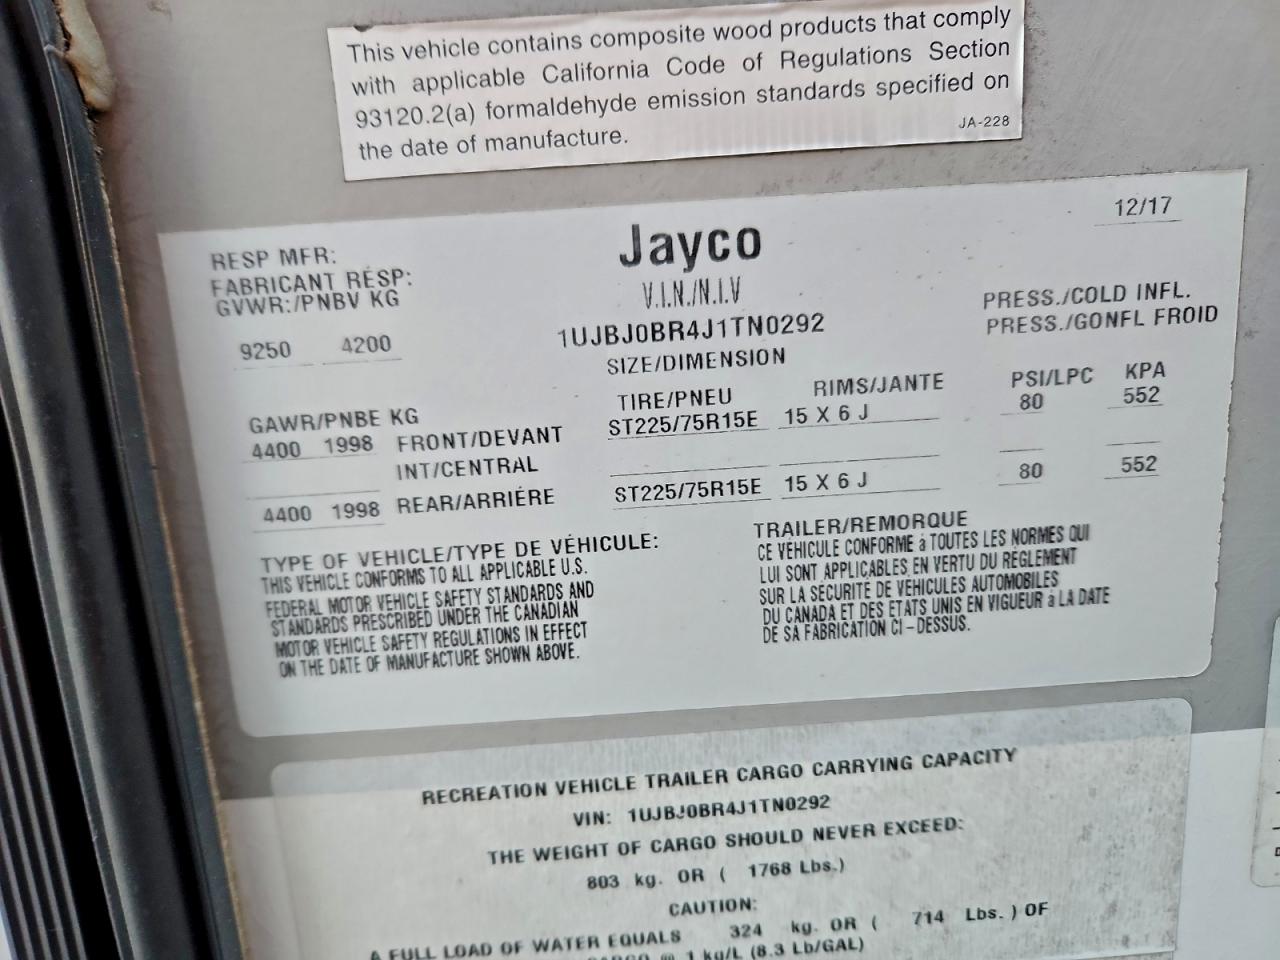 This vehicle contains composite wood products that comply
with applicable California Code of Regulations Section
93120.2(a) formaldehyde emission standards specified on
the date of manufacture.
JA-228
12/17
Jayco
RESP MFR:
FABRICANT RÉSP:
GVWR:/PNBV KG
V.I.N./N.I.V
PRESS./COLD INFL.
PRESS./GONFL FROID
9250 4200
1UJBJ0BR4J1TN0292
SIZE/DIMENSION
GAWR/PNBE KG TIRE/PNEU RIMS/JANTE PSI/LPC KPA
4400 1998 FRONT/DEVANT ST225/75R15E 15 X 6 J 80 552
INT/CENTRAL
4400 1998 REAR/ARRIÉRE ST225/75R15E 15 X 6 J 80 552
TYPE OF VEHICLE/TYPE DE VÉHICULE: TRAILER/REMORQUE
THIS VEHICLE CONFORMS TO ALL APPLICABLE U.S.
FEDERAL MOTOR VEHICLE SAFETY STANDARDS AND
STANDARDS PRESCRIBED UNDER THE CANADIAN
MOTOR VEHICLE SAFETY REGULATIONS IN EFFECT
ON THE DATE OF MANUFACTURE SHOWN ABOVE.
CE VÉHICULE CONFORME à TOUTES LES NORMES QUI
LUI SONT APPLICABLES EN VERTU DU RÉGLEMENT
SUR LA SÉCURITÉ DE VÉHICULES AUTOMOBILES
DU CANADA ET DES ETATS UNIS EN VIGUEUR à LA DATE
DE SA FABRICATION CI-DESSUS.
RECREATION VEHICLE TRAILER CARGO CARRYING CAPACITY
VIN: 1UJBJ0BR4J1TN0292
THE WEIGHT OF CARGO SHOULD NEVER EXCEED:
803 kg. OR ( 1768 Lbs.)
CAUTION:
A FULL LOAD OF WATER EQUALS 324 kg. OR ( 714 Lbs. ) OF
CARGO @ 1 kg/L (8.3 Lb/GAL)